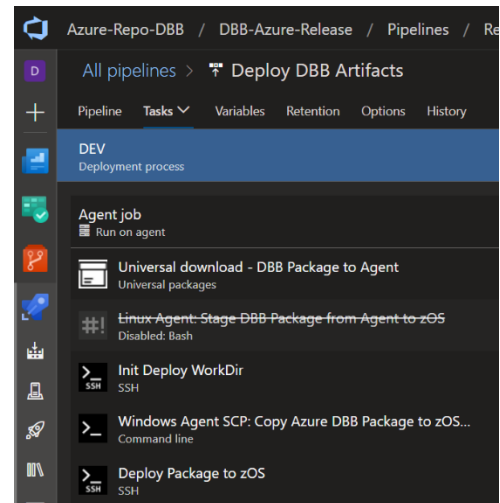 Azure-Repo-DBB / DBB-Azure-Release / Pipelines / Re
D
All pipelines > Deploy DBB Artifacts
Pipeline Tasks Variables Retention Options History
DEV
Deployment process
Agent job
Run on agent
Universal download - DBB Package to Agent
Universal packages
#!
Linux Agent: Stage DBB Package from Agent to zOS
Disabled: Bash
Init Deploy WorkDir
SSH
SSH
Windows Agent SCP: Copy Azure DBB Package to zOS...
Command line
Deploy Package to zOS
SSH
SSH